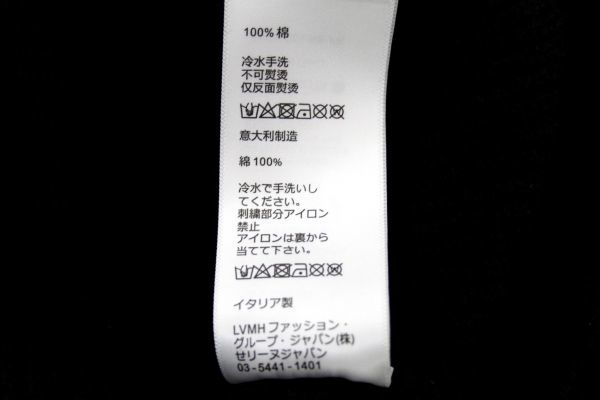 100% 棉
冷水手洗
不可熨烫
仅反面熨烫
意大利制造
綿 100%
冷水で手洗いし
てください。
刺繍部分アイロン
禁止
アイロンは裏から
当てて下さい。
イタリア製
LVMH ファッション・
グループ・ジャパン(株)
セリーヌジャパン
03-5441-1401